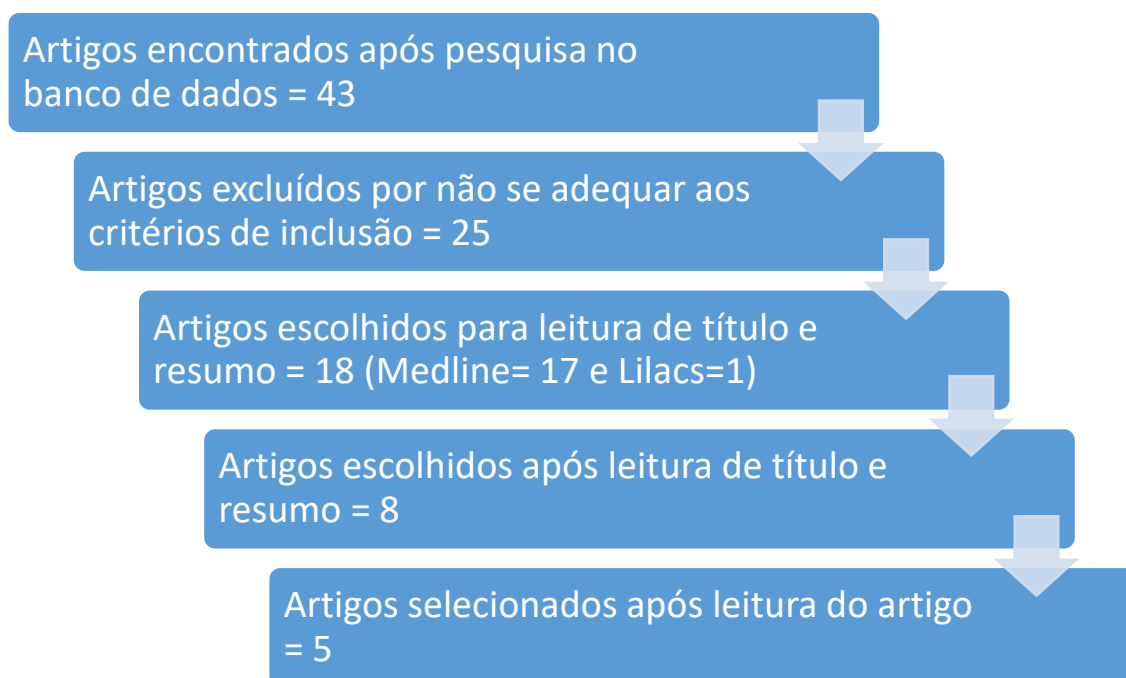 Artigos encontrados após pesquisa no
banco de dados = 43
Artigos excluídos por não se adequar aos
critérios de inclusão = 25
Artigos escolhidos para leitura de título e
resumo = 18 (Medline= 17 e Lilacs=1)
Artigos escolhidos após leitura de título e
resumo = 8
Artigos selecionados após leitura do artigo
= 5